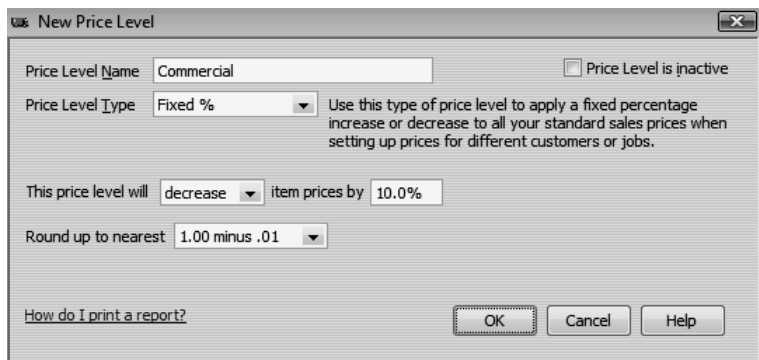 New Price Level
Price Level Name Commercial Price Level is inactive
Price Level Type Fixed % Use this type of price level to apply a fixed percentage
increase or decrease to all your standard sales prices when
setting up prices for different customers or jobs.
This price level will decrease item prices by 10.0%
Round up to nearest 1.00 minus .01
How do I print a report? OK Cancel Help